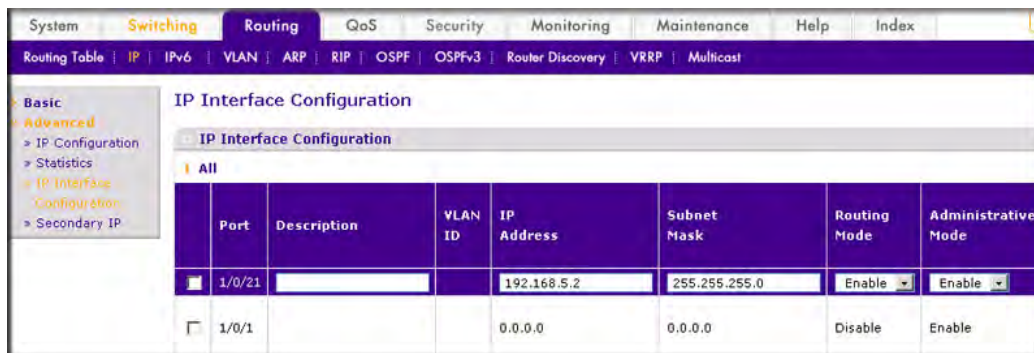 System Switching Routing QoS Security Monitoring Maintenance Help Index
Routing Table | IP | IPv6 | VLAN | ARP | RIP | OSPF | OSPFv3 | Router Discovery | VRRP | Multicast
Basic
Advanced
» IP Configuration
» Statistics
» IP Interface
Configuration
» Secondary IP
IP Interface Configuration
IP Interface Configuration
All
Port Description VLAN ID IP Address Subnet Mask Routing Mode Administrative Mode
1/0/21 192.168.5.2 255.255.255.0 Enable Enable
1/0/1 0.0.0.0 0.0.0.0 Disable Enable